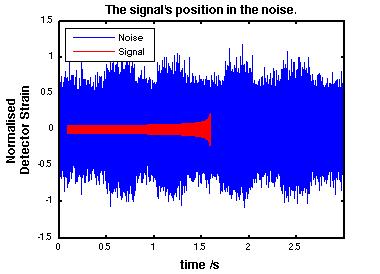 The signal's position in the noise.
1.5
Noise
Signal
1
0.5
0
-0.5
-1
-1.5
Normalised
Detector Strain
0 0.5 1 1.5 2 2.5
time /s